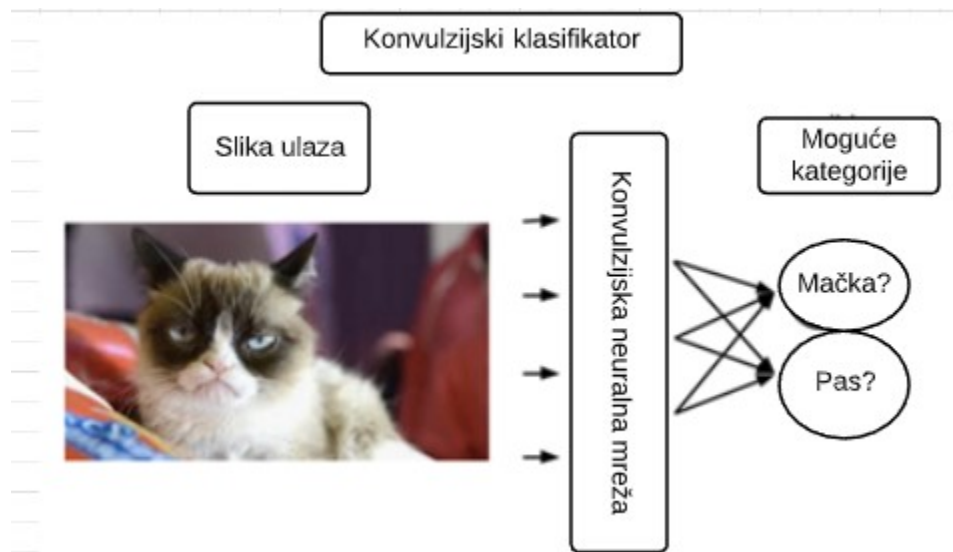 Konvulzijski klasifikator
Slika ulaza
Konvulzijska neuralna mreža
Moguće
kategorije
Mačka?
Pas?